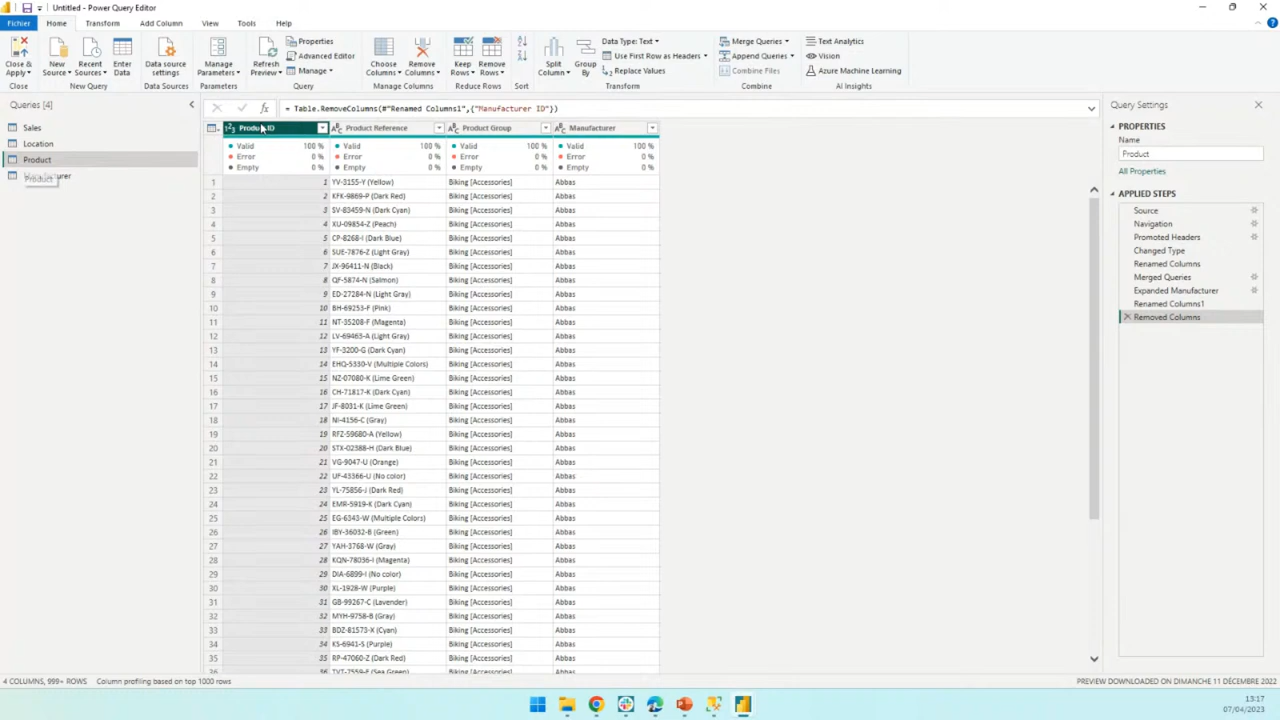 Untitled - Power Query Editor
Fichier Home Transform Add Column View Tools Help
Close & Apply
Close
New Source
Recent Sources
Enter Data
New Query
Data source settings
Data Sources
Manage Parameters
Parameters
Refresh Preview
Properties
Advanced Editor
Manage
Query
Choose Columns
Remove Columns
Manage Columns
Keep Rows
Remove Rows
Reduce Rows
Sort
Split Column
Group By
Data Type: Text
Use First Row as Headers
Replace Values
Transform
Merge Queries
Append Queries
Combine Files
Combine
Text Analytics
Vision
Azure Machine Learning
AI Insights
Queries [4]
Sales
Location
Product
Product
= Table.RemoveColumns(#"Renamed Columns1",{"Manufacturer ID"})
Product ID Product Reference Product Group Manufacturer
Valid 100 % Valid 100 % Valid 100 % Valid 100 %
Error 0 % Error 0 % Error 0 % Error 0 %
Empty 0 % Empty 0 % Empty 0 % Empty 0 %
1 1 YV-3155-Y (Yellow) Biking [Accessories] Abbas
2 2 KFK-9869-P (Dark Red) Biking [Accessories] Abbas
3 3 SV-83459-N (Dark Cyan) Biking [Accessories] Abbas
4 4 XU-09854-Z (Peach) Biking [Accessories] Abbas
5 5 CP-8268-I (Dark Blue) Biking [Accessories] Abbas
6 6 SUE-7876-Z (Light Gray) Biking [Accessories] Abbas
7 7 JX-96411-N (Black) Biking [Accessories] Abbas
8 8 QF-5874-N (Salmon) Biking [Accessories] Abbas
9 9 ED-27284-N (Light Gray) Biking [Accessories] Abbas
10 10 BH-69253-F (Pink) Biking [Accessories] Abbas
11 11 NT-35208-F (Magenta) Biking [Accessories] Abbas
12 12 LV-69463-A (Light Gray) Biking [Accessories] Abbas
13 13 YF-3200-G (Dark Cyan) Biking [Accessories] Abbas
14 14 EHQ-5330-V (Multiple Colors) Biking [Accessories] Abbas
15 15 NZ-07080-K (Lime Green) Biking [Accessories] Abbas
16 16 CH-71817-K (Dark Cyan) Biking [Accessories] Abbas
17 17 JF-8031-K (Lime Green) Biking [Accessories] Abbas
18 18 NI-4156-C (Gray) Biking [Accessories] Abbas
19 19 RFZ-59680-A (Yellow) Biking [Accessories] Abbas
20 20 STX-02388-H (Dark Blue) Biking [Accessories] Abbas
21 21 VG-9047-U (Orange) Biking [Accessories] Abbas
22 22 UF-43366-U (No color) Biking [Accessories] Abbas
23 23 YL-75856-J (Dark Red) Biking [Accessories] Abbas
24 24 EMR-5919-K (Dark Cyan) Biking [Accessories] Abbas
25 25 EG-6343-W (Multiple Colors) Biking [Accessories] Abbas
26 26 IBY-36032-B (Green) Biking [Accessories] Abbas
27 27 YAH-3768-W (Gray) Biking [Accessories] Abbas
28 28 KQN-78036-I (Magenta) Biking [Accessories] Abbas
29 29 DIA-6899-I (No color) Biking [Accessories] Abbas
30 30 XL-1928-W (Purple) Biking [Accessories] Abbas
31 31 GB-99267-C (Lavender) Biking [Accessories] Abbas
32 32 MYH-9758-B (Gray) Biking [Accessories] Abbas
33 33 BDZ-81573-X (Cyan) Biking [Accessories] Abbas
34 34 KS-6941-S (Purple) Biking [Accessories] Abbas
35 35 RP-47060-Z (Dark Red) Biking [Accessories] Abbas
Query Settings
PROPERTIES
Name
Product
All Properties
APPLIED STEPS
Source
Navigation
Promoted Headers
Changed Type
Renamed Columns
Merged Queries
Expanded Manufacturer
Renamed Columns1
Removed Columns
4 COLUMNS, 999+ ROWS Column profiling based on top 1000 rows
PREVIEW DOWNLOADED ON DIMANCHE 11 DÉCEMBRE 2022
13:17
07/04/2023